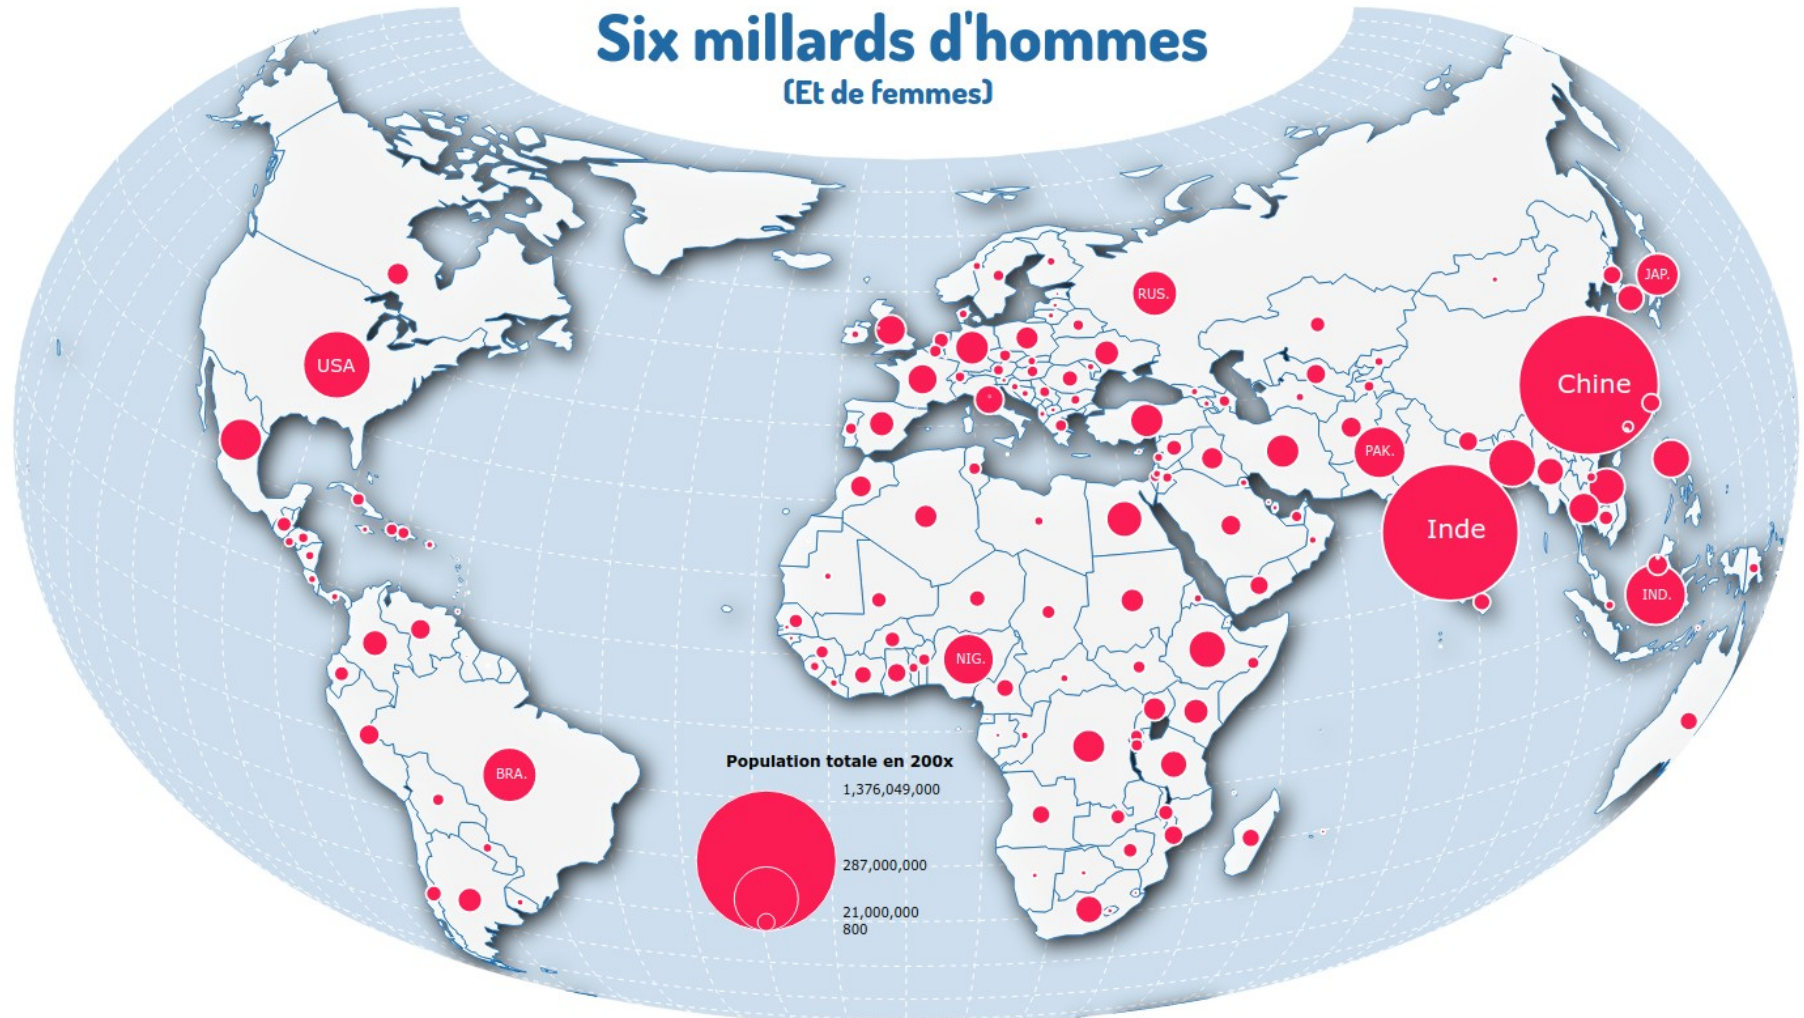 Six millards d'hommes
(Et de femmes)
RUS.
JAP.
USA
Chine
PAK.
Inde
IND.
NIG.
BRA.
Population totale en 200x
1,376,049,000
287,000,000
21,000,000
800